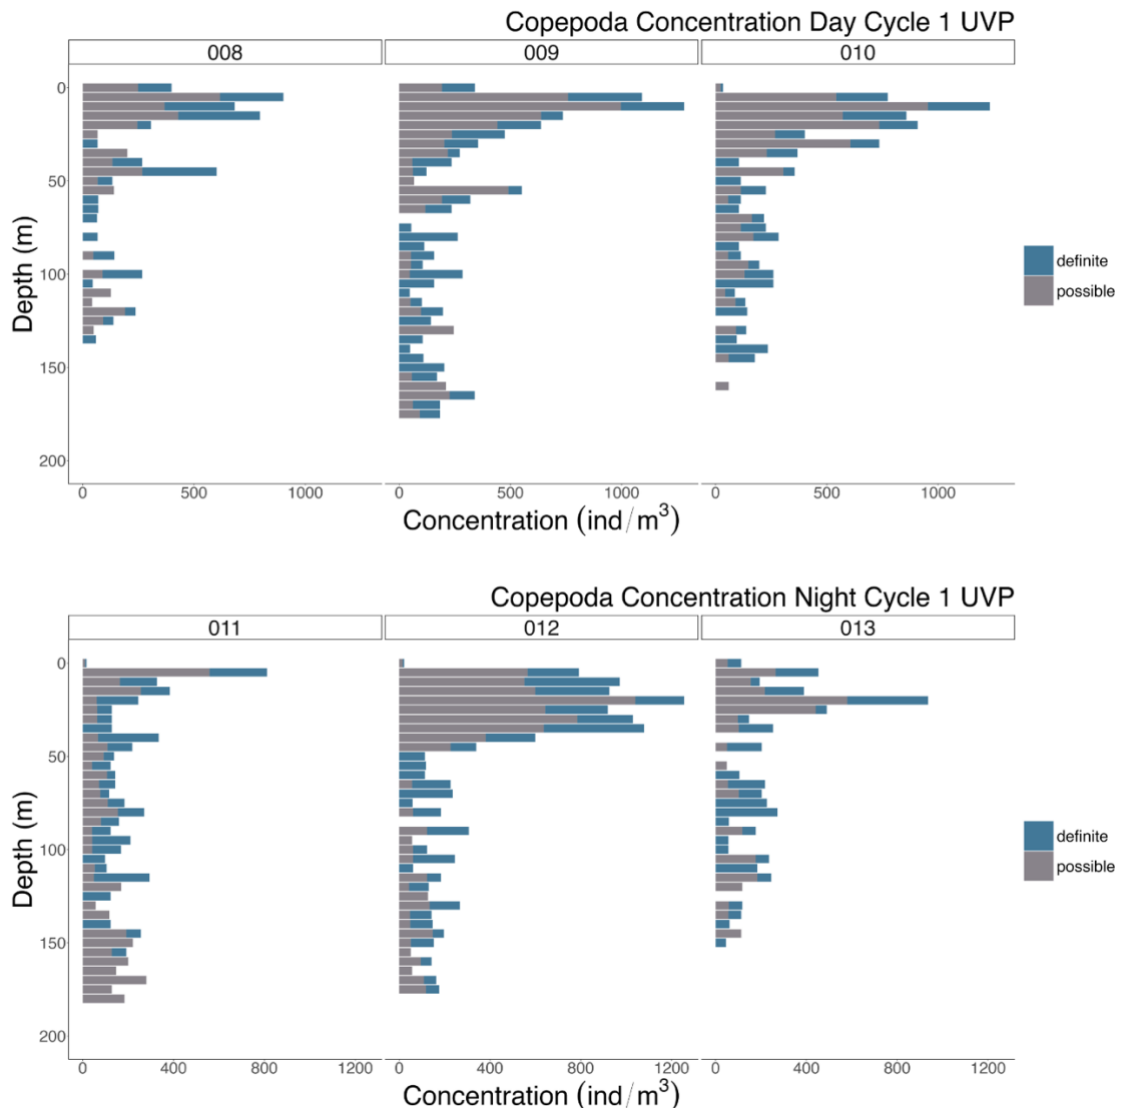 Copepoda Concentration Day Cycle 1 UVP
008 009 010
0
50
100
150
200
Depth (m)
0 500 1000 0 500 1000 0 500 1000
Concentration (ind/m³)
definite
possible
Copepoda Concentration Night Cycle 1 UVP
011 012 013
0
50
100
150
200
Depth (m)
0 400 800 1200 0 400 800 1200 0 400 800 1200
Concentration (ind/m³)
definite
possible